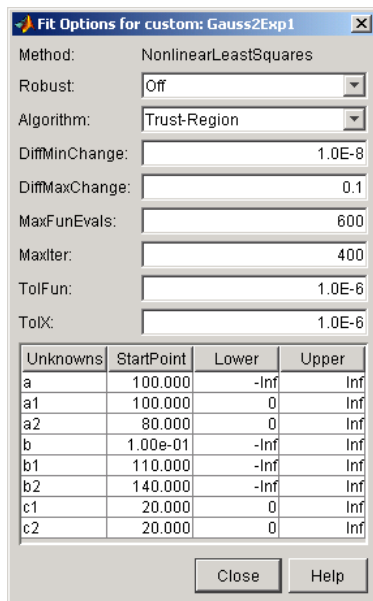 Fit Options for custom: Gauss2Exp1
Method: NonlinearLeastSquares
Robust: Off
Algorithm: Trust-Region
DiffMinChange: 1.0E-8
DiffMaxChange: 0.1
MaxFunEvals: 600
MaxIter: 400
TolFun: 1.0E-6
TolX: 1.0E-6
Unknowns StartPoint Lower Upper
a 100.000 -Inf Inf
a1 100.000 0 Inf
a2 80.000 0 Inf
b 1.00e-01 -Inf Inf
b1 110.000 -Inf Inf
b2 140.000 -Inf Inf
c1 20.000 0 Inf
c2 20.000 0 Inf
Close Help